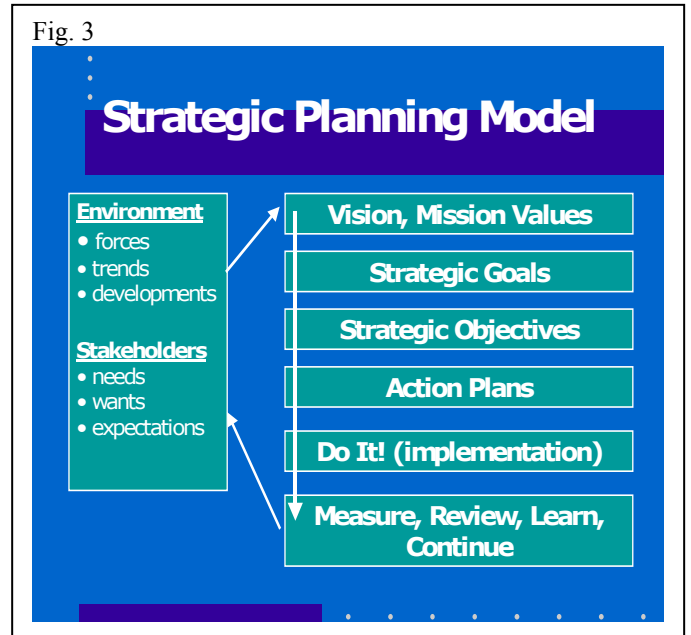 Fig. 3
Strategic Planning Model
Environment
• forces
• trends
• developments
Stakeholders
• needs
• wants
• expectations
Vision, Mission Values
Strategic Goals
Strategic Objectives
Action Plans
Do It! (implementation)
Measure, Review, Learn,
Continue